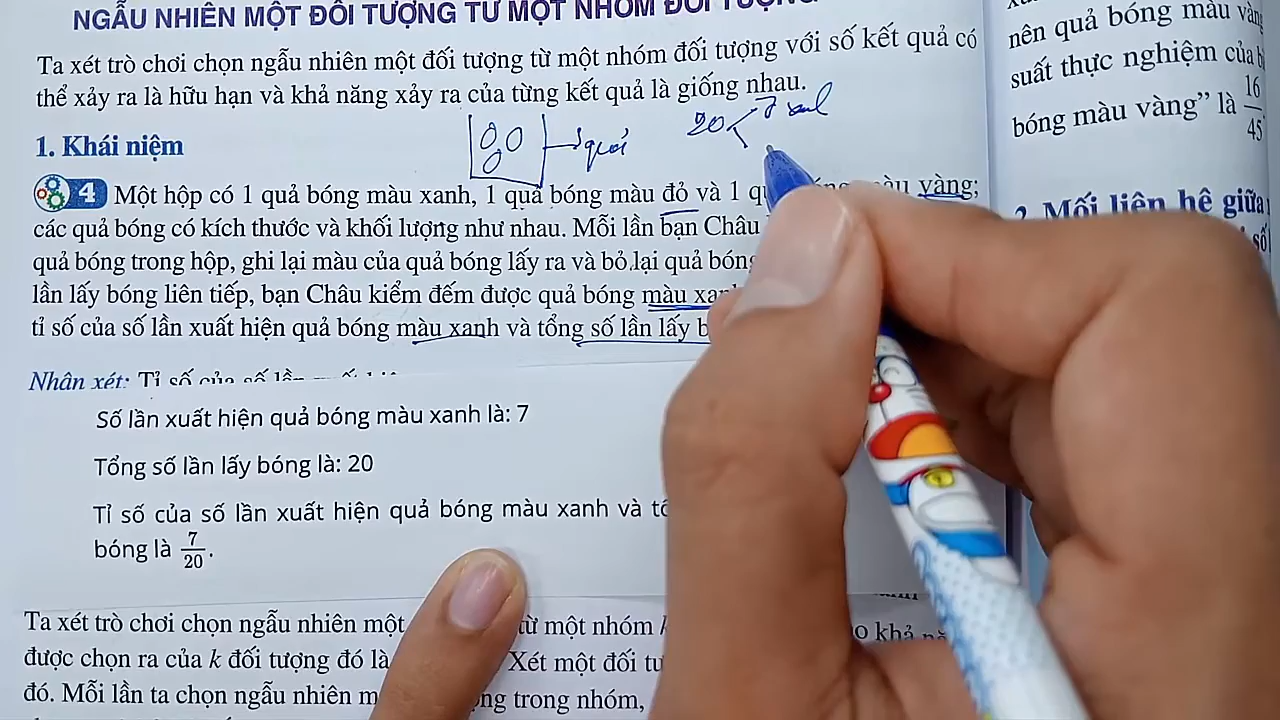 NGẪU NHIÊN MỘT ĐỐI TƯỢNG TỪ MỘT NHÓM ĐỐI TƯỢNG
Ta xét trò chơi chọn ngẫu nhiên một đối tượng từ một nhóm đối tượng với số kết quả có
thể xảy ra là hữu hạn và khả năng xảy ra của từng kết quả là giống nhau.
20 7
1. Khái niệm
4 Một hộp có 1 quả bóng màu xanh, 1 quả bóng màu đỏ và 1 màu vàng;
các quả bóng có kích thước và khối lượng như nhau. Mỗi lần bạn Châu
quả bóng trong hộp, ghi lại màu của quả bóng lấy ra và bỏ lại quả bóng
lần lấy bóng liên tiếp, bạn Châu kiểm đếm được quả bóng màu
tỉ số của số lần xuất hiện quả bóng màu xanh và tổng số lần lấy
Nhận xét: Tỉ số của số lần
Số lần xuất hiện quả bóng màu xanh là: 7
Tổng số lần lấy bóng là: 20
Tỉ số của số lần xuất hiện quả bóng màu xanh và
bóng là 7/20.
Ta xét trò chơi chọn ngẫu nhiên một từ một nhóm k
được chọn ra của k đối tượng đó là Xét một đối
đó. Mỗi lần ta chọn ngẫu nhiên trong nhóm,
nên quả bóng màu vàng
suất thực nghiệm của
bóng màu vàng" là 16/45
2. Mối liên hệ giữa
số